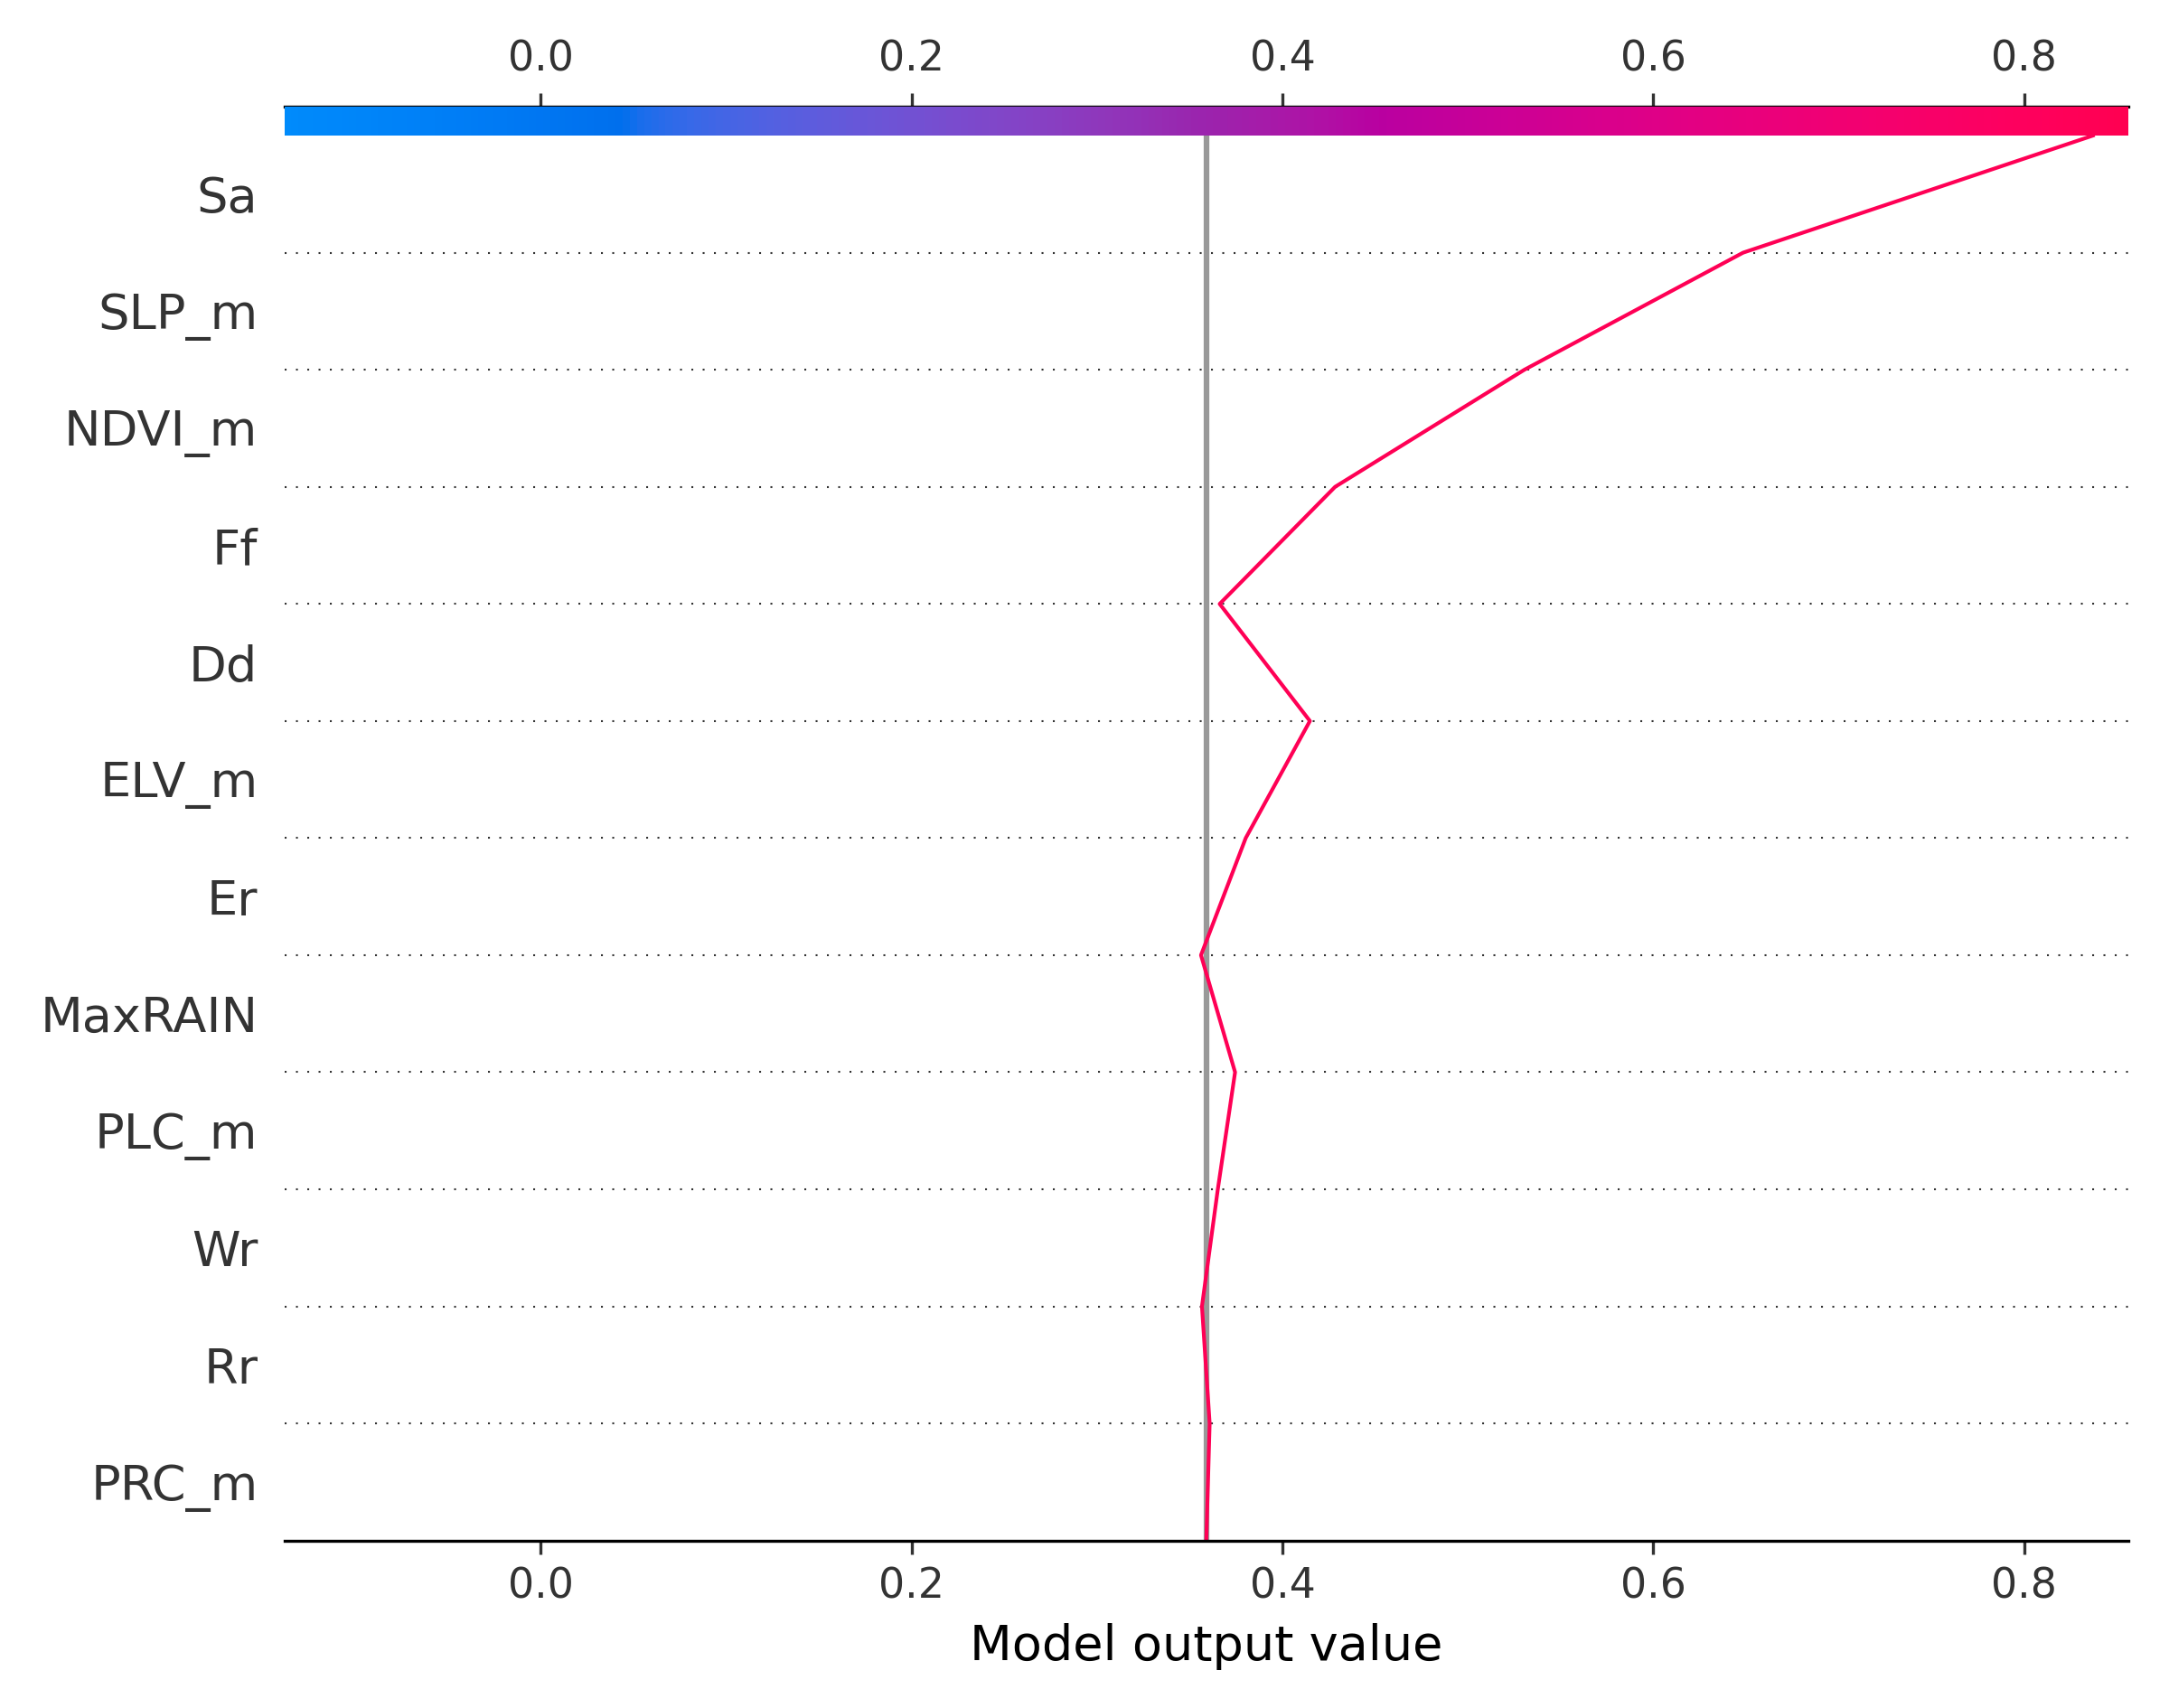 0.0 0.2 0.4 0.6 0.8
Sa
SLP_m
NDVI_m
Ff
Dd
ELV_m
Er
MaxRAIN
PLC_m
Wr
Rr
PRC_m
0.0 0.2 0.4 0.6 0.8
Model output value